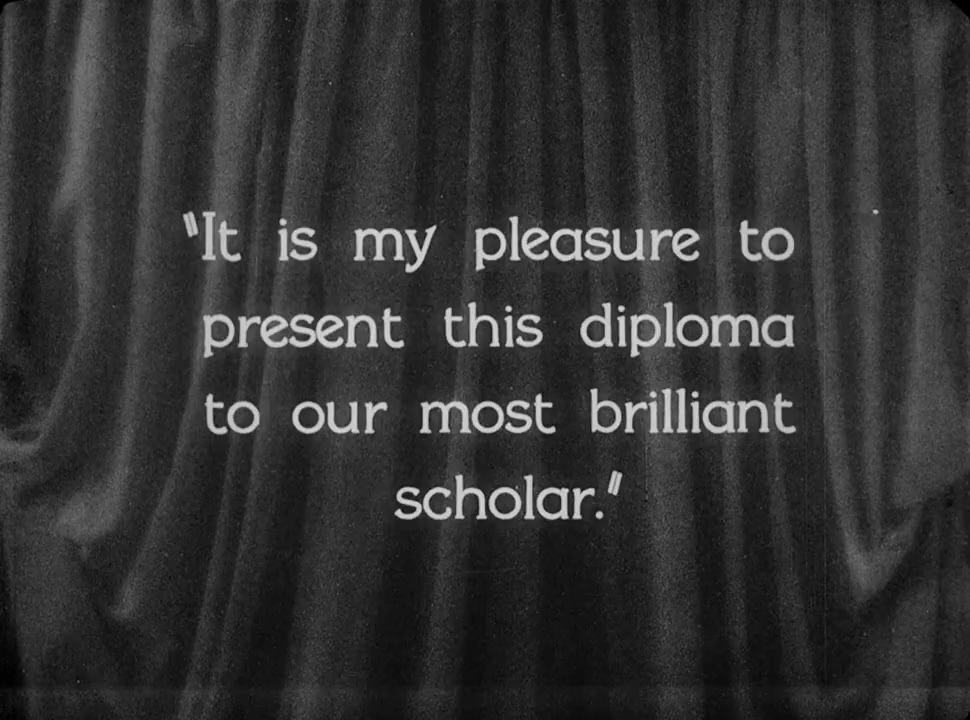 "It is my pleasure to
present this diploma
to our most brilliant
scholar."